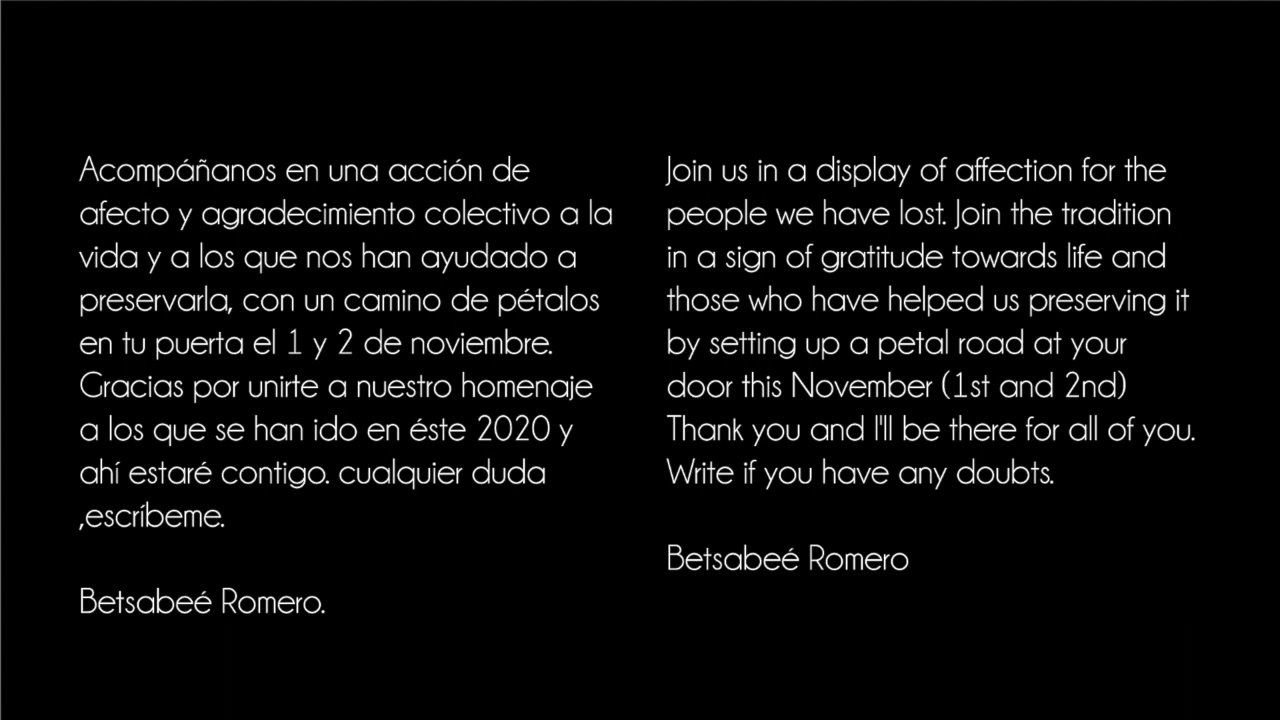 Acompáñanos en una acción de
afecto y agradecimiento colectivo a la
vida y a los que nos han ayudado a
preservarla, con un camino de pétalos
en tu puerta el 1 y 2 de noviembre.
Gracias por unirte a nuestro homenaje
a los que se han ido en éste 2020 y
ahí estaré contigo. cualquier duda
,escríbeme.
Betsabeé Romero.
Join us in a display of affection for the
people we have lost. Join the tradition
in a sign of gratitude towards life and
those who have helped us preserving it
by setting up a petal road at your
door this November (1st and 2nd)
Thank you and I'll be there for all of you.
Write if you have any doubts.
Betsabeé Romero